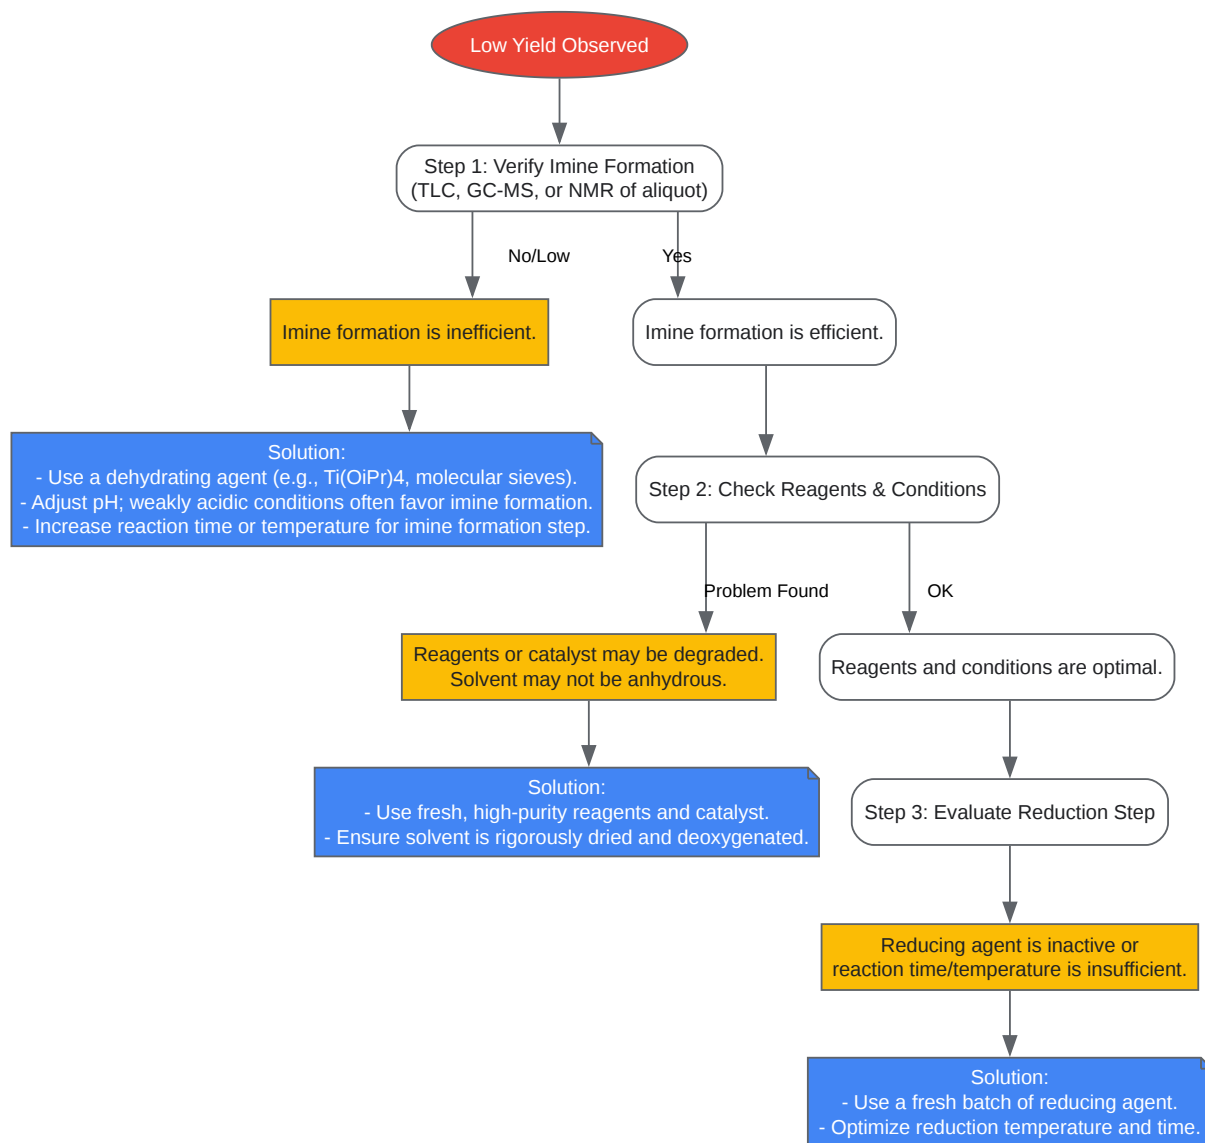 Low Yield Observed
Step 1: Verify Imine Formation
(TLC, GC-MS, or NMR of aliquot)
No/Low
Yes
Imine formation is inefficient.
Imine formation is efficient.
Solution:
- Use a dehydrating agent (e.g., Ti(OiPr)4, molecular sieves).
- Adjust pH; weakly acidic conditions often favor imine formation.
- Increase reaction time or temperature for imine formation step.
Step 2: Check Reagents & Conditions
Problem Found
OK
Reagents or catalyst may be degraded.
Solvent may not be anhydrous.
Reagents and conditions are optimal.
Solution:
- Use fresh, high-purity reagents and catalyst.
- Ensure solvent is rigorously dried and deoxygenated.
Step 3: Evaluate Reduction Step
Reducing agent is inactive or
reaction time/temperature is insufficient.
Solution:
- Use a fresh batch of reducing agent.
- Optimize reduction temperature and time.